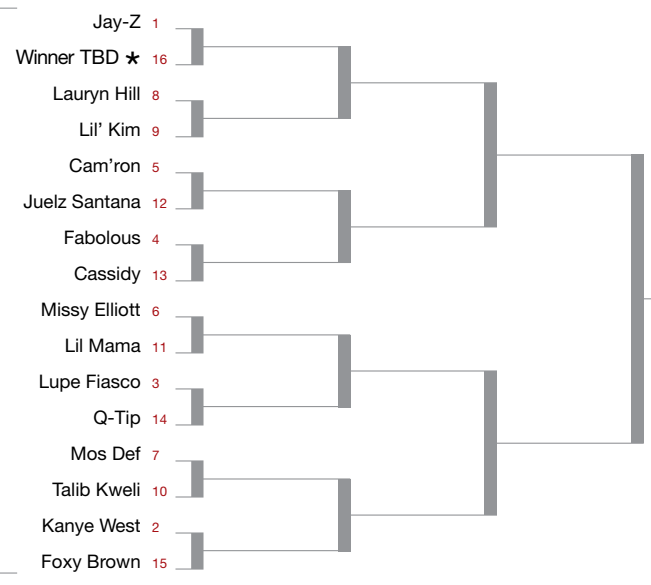 Jay-Z 1
Winner TBD * 16
Lauryn Hill 8
Lil’ Kim 9
Cam’ron 5
Juelz Santana 12
Fabolous 4
Cassidy 13
Missy Elliott 6
Lil Mama 11
Lupe Fiasco 3
Q-Tip 14
Mos Def 7
Talib Kweli 10
Kanye West 2
Foxy Brown 15